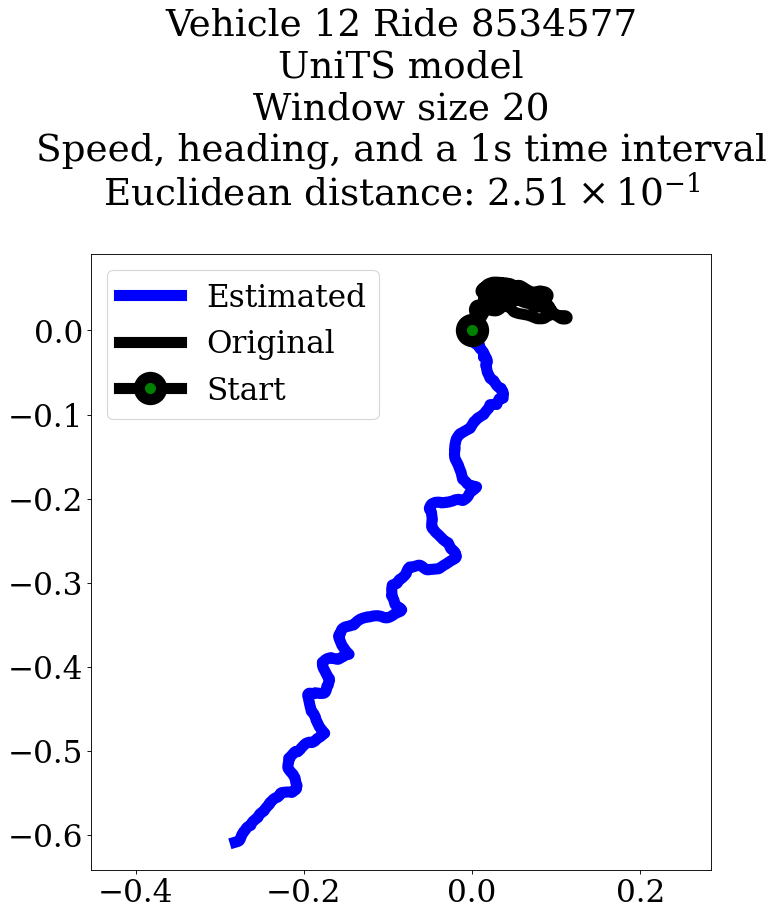 Vehicle 12 Ride 8534577
UniTS model
Window size 20
Speed, heading, and a 1s time interval
Euclidean distance: 2.51 × 10⁻¹
Estimated
Original
Start
0.0
−0.1
−0.2
−0.3
−0.4
−0.5
−0.6
−0.4 −0.2 0.0 0.2